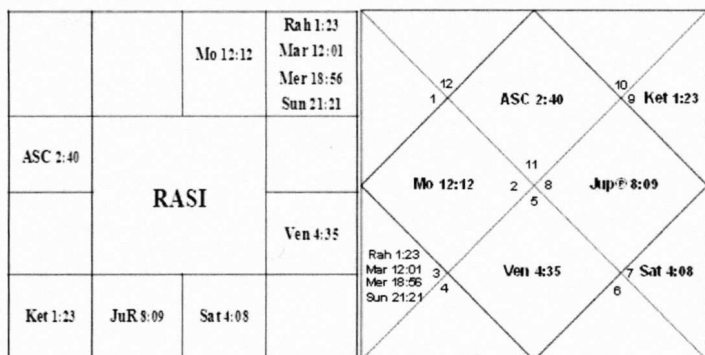 Mo 12:12
Rah 1:23
Mar 12:01
Mer 18:56
Sun 21:21
ASC 2:40
RASI
Ven 4:35
Ket 1:23
JuR 8:09
Sat 4:08
12
1
ASC 2:40
10
9
Ket 1:23
Mo 12:12
11
2
8
5
Jup℗ 8:09
Rah 1:23
Mar 12:01
Mer 18:56
Sun 21:21
3
4
Ven 4:35
7
6
Sat 4:08